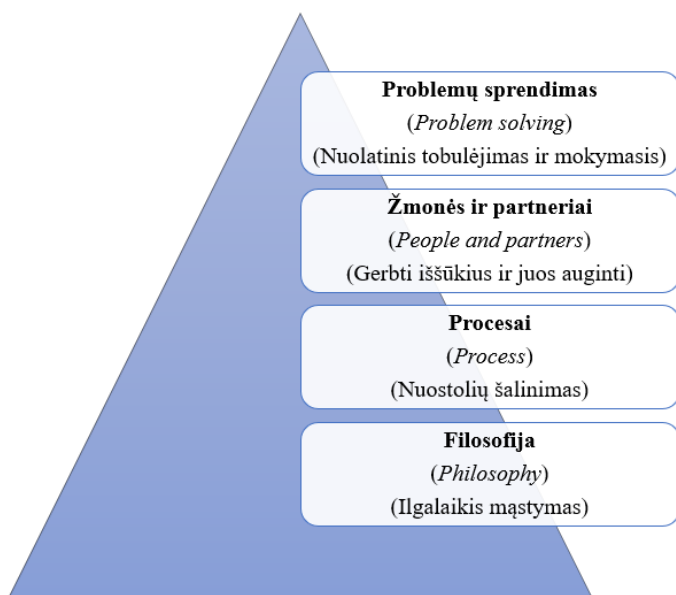 Problemų sprendimas
(Problem solving)
(Nuolatinis tobulėjimas ir mokymasis)
Žmonės ir partneriai
(People and partners)
(Gerbti iššūkius ir juos auginti)
Procesai
(Process)
(Nuostolių šalinimas)
Filosofija
(Philosophy)
(Ilgalaikis mąstymas)